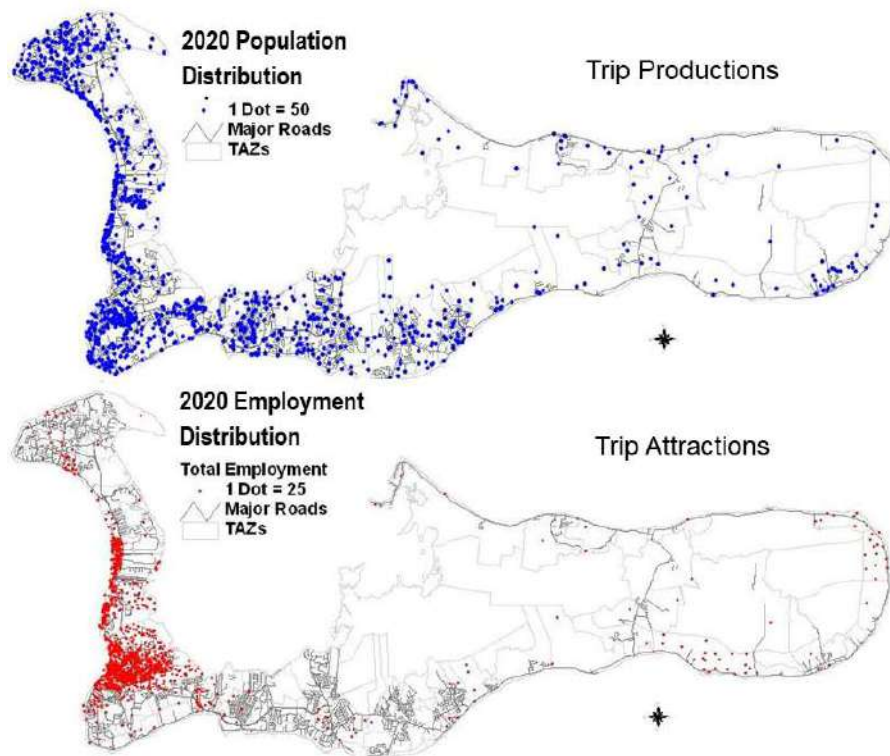 2020 Population
Distribution
Trip Productions
1 Dot = 50
Major Roads
TAZs
2020 Employment
Distribution
Trip Attractions
Total Employment
1 Dot = 25
Major Roads
TAZs